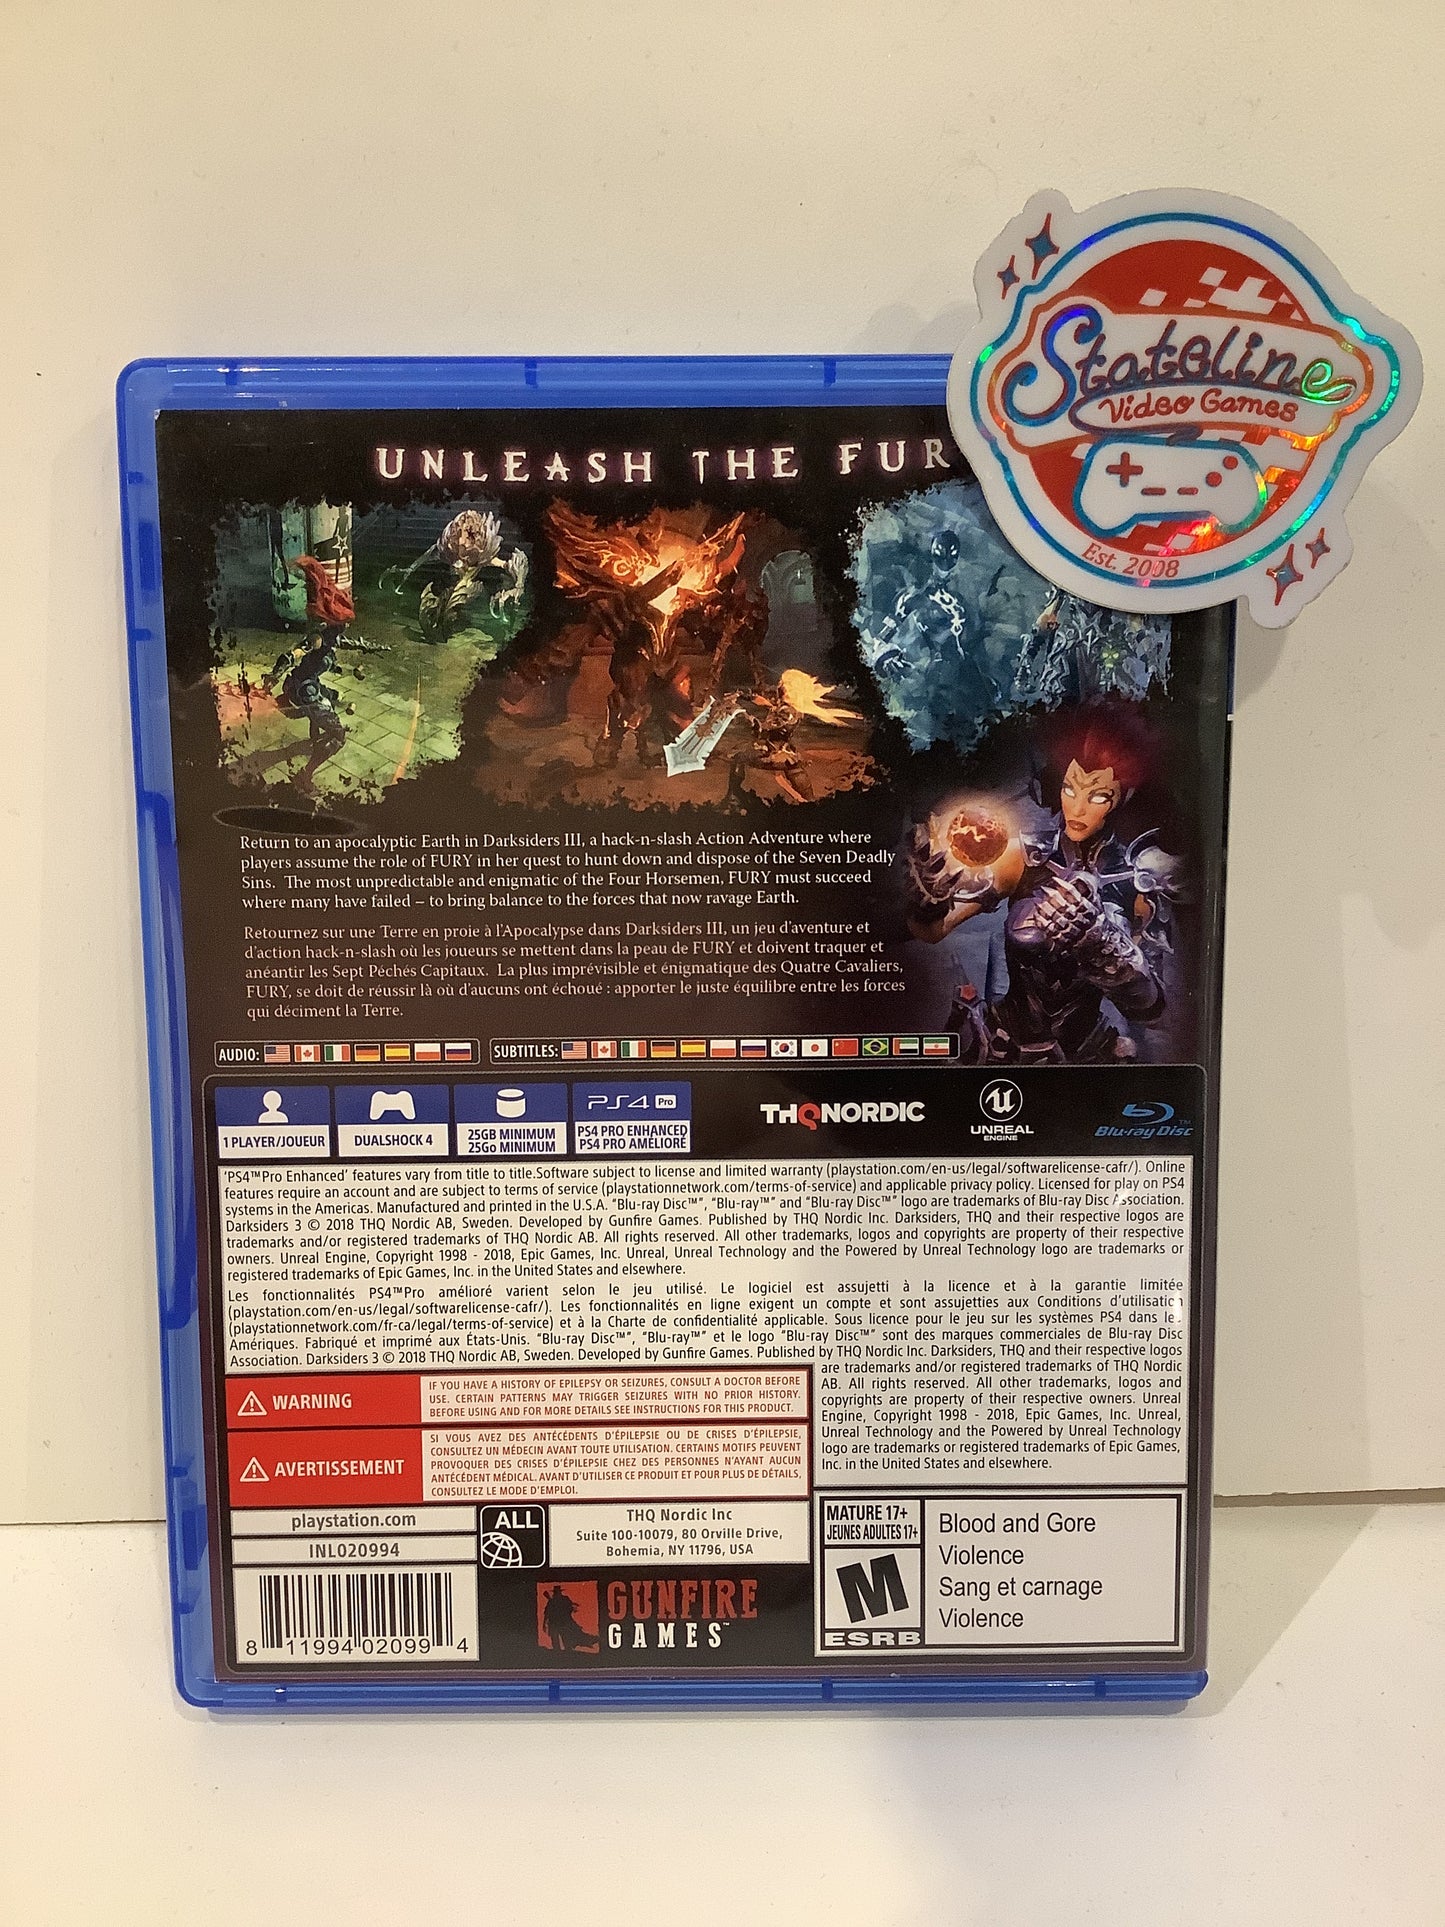 Stateline
Video Games
Est. 2008
UNLEASH THE FUR
Return to an apocalyptic Earth in Darksiders III, a hack-n-slash Action Adventure where
players assume the role of FURY in her quest to hunt down and dispose of the Seven Deadly
Sins. The most unpredictable and enigmatic of the Four Horsemen, FURY must succeed
where many have failed – to bring balance to the forces that now ravage Earth.
Retournez sur une Terre en proie à l'Apocalypse dans Darksiders III, un jeu d'aventure et
d'action hack-n-slash où les joueurs se mettent dans la peau de FURY et doivent traquer et
anéantir les Sept Péchés Capitaux. La plus imprévisible et énigmatique des Quatre Cavaliers,
FURY, se doit de réussir là où d'aucuns ont échoué : apporter le juste équilibre entre les forces
qui déciment la Terre.
AUDIO: SUBTITLES:
1 PLAYER/JOUEUR
DUALSHOCK 4
25GB MINIMUM
25Go MINIMUM
PS4 Pro
PS4 PRO ENHANCED
PS4 PRO AMÉLIORÉ
THQ NORDIC
UNREAL
ENGINE
Blu-ray Disc™
'PS4™Pro Enhanced' features vary from title to title.Software subject to license and limited warranty (playstation.com/en-us/legal/softwarelicense-cafr/). Online
features require an account and are subject to terms of service (playstationnetwork.com/terms-of-service) and applicable privacy policy. Licensed for play on PS4
systems in the Americas. Manufactured and printed in the U.S.A. "Blu-ray Disc™", "Blu-ray™" and "Blu-ray Disc™" logo are trademarks of Blu-ray Disc Association.
Darksiders 3 © 2018 THQ Nordic AB, Sweden. Developed by Gunfire Games. Published by THQ Nordic Inc. Darksiders, THQ and their respective logos are
trademarks and/or registered trademarks of THQ Nordic AB. All rights reserved. All other trademarks, logos and copyrights are property of their respective
owners. Unreal Engine, Copyright 1998 - 2018, Epic Games, Inc. Unreal, Unreal Technology and the Powered by Unreal Technology logo are trademarks or
registered trademarks of Epic Games, Inc. in the United States and elsewhere.
Les fonctionnalités PS4™Pro amélioré varient selon le jeu utilisé. Le logiciel est assujetti à la licence et à la garantie limitée
(playstation.com/en-us/legal/softwarelicense-cafr/). Les fonctionnalités en ligne exigent un compte et sont assujetties aux Conditions d'utilisation
(playstationnetwork.com/fr-ca/legal/terms-of-service) et à la Charte de confidentialité applicable. Sous licence pour le jeu sur les systèmes PS4 dans les
Amériques. Fabriqué et imprimé aux États-Unis. "Blu-ray Disc™", "Blu-ray™" et le logo "Blu-ray Disc™" sont des marques commerciales de Blu-ray Disc
Association. Darksiders 3 © 2018 THQ Nordic AB, Sweden. Developed by Gunfire Games. Published by THQ Nordic Inc. Darksiders, THQ and their respective logos
are trademarks and/or registered trademarks of THQ Nordic
AB. All rights reserved. All other trademarks, logos and
copyrights are property of their respective owners. Unreal
Engine, Copyright 1998 - 2018, Epic Games, Inc. Unreal,
Unreal Technology and the Powered by Unreal Technology
logo are trademarks or registered trademarks of Epic Games,
Inc. in the United States and elsewhere.
WARNING
IF YOU HAVE A HISTORY OF EPILEPSY OR SEIZURES, CONSULT A DOCTOR BEFORE
USE. CERTAIN PATTERNS MAY TRIGGER SEIZURES WITH NO PRIOR HISTORY.
BEFORE USING AND FOR MORE DETAILS SEE INSTRUCTIONS FOR THIS PRODUCT.
AVERTISSEMENT
SI VOUS AVEZ DES ANTÉCÉDENTS D'ÉPILEPSIE OU DE CRISES D'ÉPILEPSIE,
CONSULTEZ UN MÉDECIN AVANT TOUTE UTILISATION. CERTAINS MOTIFS PEUVENT
PROVOQUER DES CRISES D'ÉPILEPSIE CHEZ DES PERSONNES N'AYANT AUCUN
ANTÉCÉDENT MÉDICAL. AVANT D'UTILISER CE PRODUIT ET POUR PLUS DE DÉTAILS,
CONSULTEZ LE MODE D'EMPLOI.
playstation.com
INL020994
ALL
THQ Nordic Inc
Suite 100-10079, 80 Orville Drive,
Bohemia, NY 11796, USA
8 11994 02099 4
GUNFIRE
GAMES™
MATURE 17+
JEUNES ADULTES 17+
M
ESRB
Blood and Gore
Violence
Sang et carnage
Violence